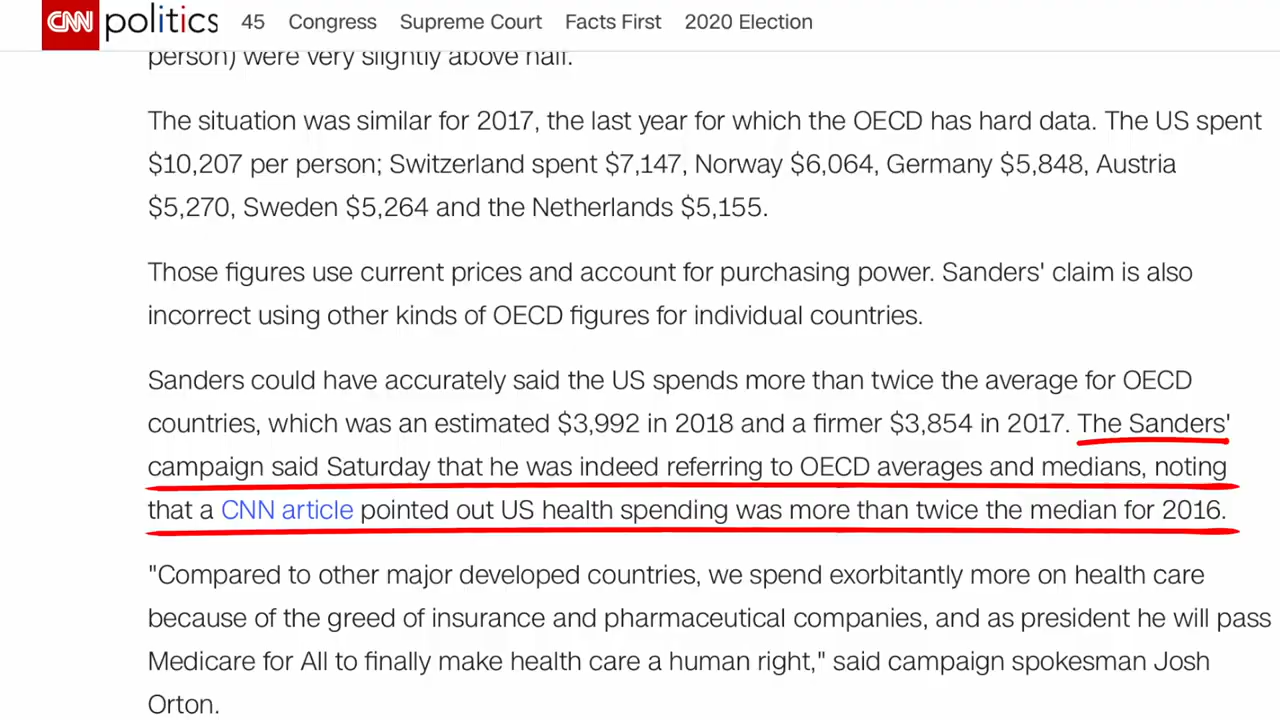 CNN politics 45 Congress Supreme Court Facts First 2020 Election
person) were very slightly above half.
The situation was similar for 2017, the last year for which the OECD has hard data. The US spent
$10,207 per person; Switzerland spent $7,147, Norway $6,064, Germany $5,848, Austria
$5,270, Sweden $5,264 and the Netherlands $5,155.
Those figures use current prices and account for purchasing power. Sanders' claim is also
incorrect using other kinds of OECD figures for individual countries.
Sanders could have accurately said the US spends more than twice the average for OECD
countries, which was an estimated $3,992 in 2018 and a firmer $3,854 in 2017. The Sanders'
campaign said Saturday that he was indeed referring to OECD averages and medians, noting
that a CNN article pointed out US health spending was more than twice the median for 2016.
"Compared to other major developed countries, we spend exorbitantly more on health care
because of the greed of insurance and pharmaceutical companies, and as president he will pass
Medicare for All to finally make health care a human right," said campaign spokesman Josh
Orton.